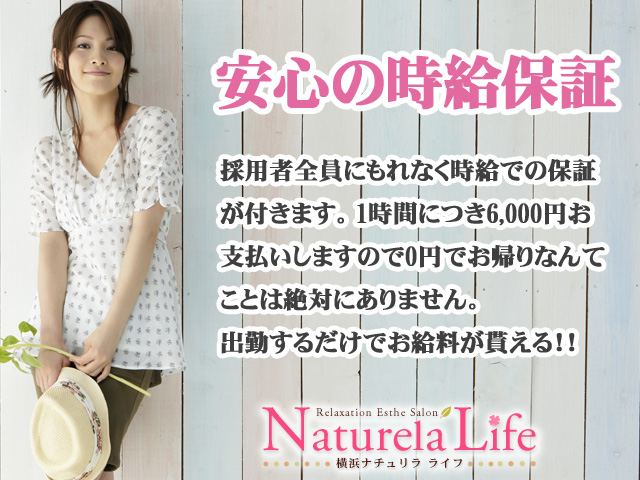 安心の時給保証
採用者全員にもれなく時給での保証
が付きます。1時間につき6,000円お
支払いしますので0円でお帰りなんて
ことは絶対にありません。
出勤するだけでお給料が貰える!!
Relaxation Esthe Salon
Naturela Life
横浜ナチュリラ ライフ